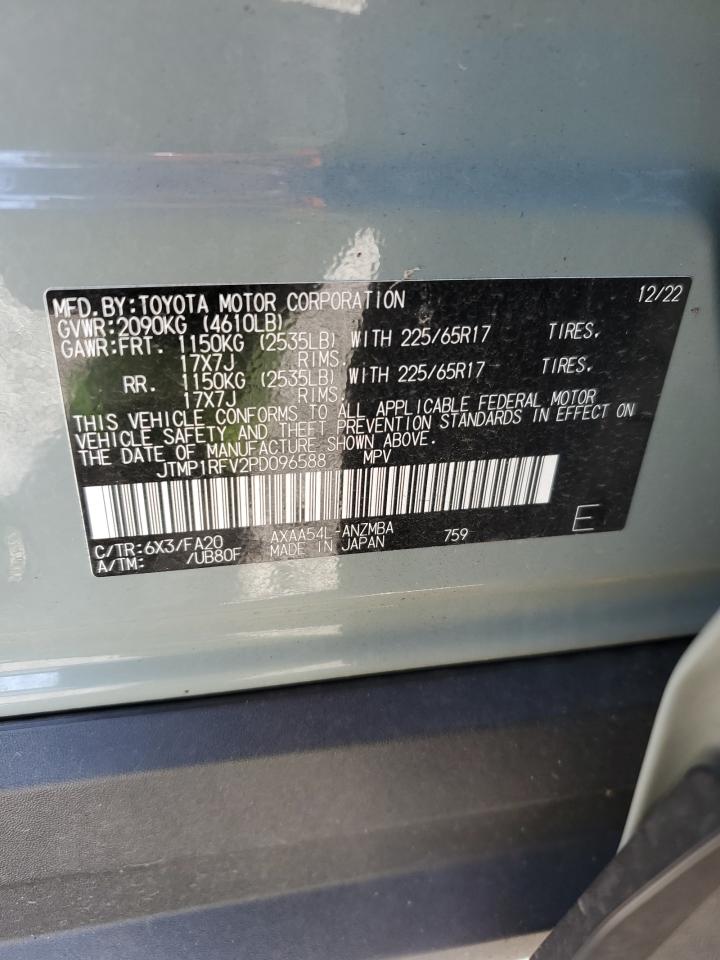 MFD.BY:TOYOTA MOTOR CORPORATION 12/22
GVWR:2090KG (4610LB)
GAWR:FRT. 1150KG (2535LB) WITH 225/65R17 TIRES,
17X7J RIMS.
RR. 1150KG (2535LB) WITH 225/65R17 TIRES,
17X7J RIMS.
THIS VEHICLE CONFORMS TO ALL APPLICABLE FEDERAL MOTOR
VEHICLE SAFETY AND THEFT PREVENTION STANDARDS IN EFFECT ON
THE DATE OF MANUFACTURE SHOWN ABOVE.
JTMP1RFV2PD096588 MPV
C/TR:6X3/FA20 AXAA54L-ANZMBA 759 E
A/TM: /UB80F MADE IN JAPAN